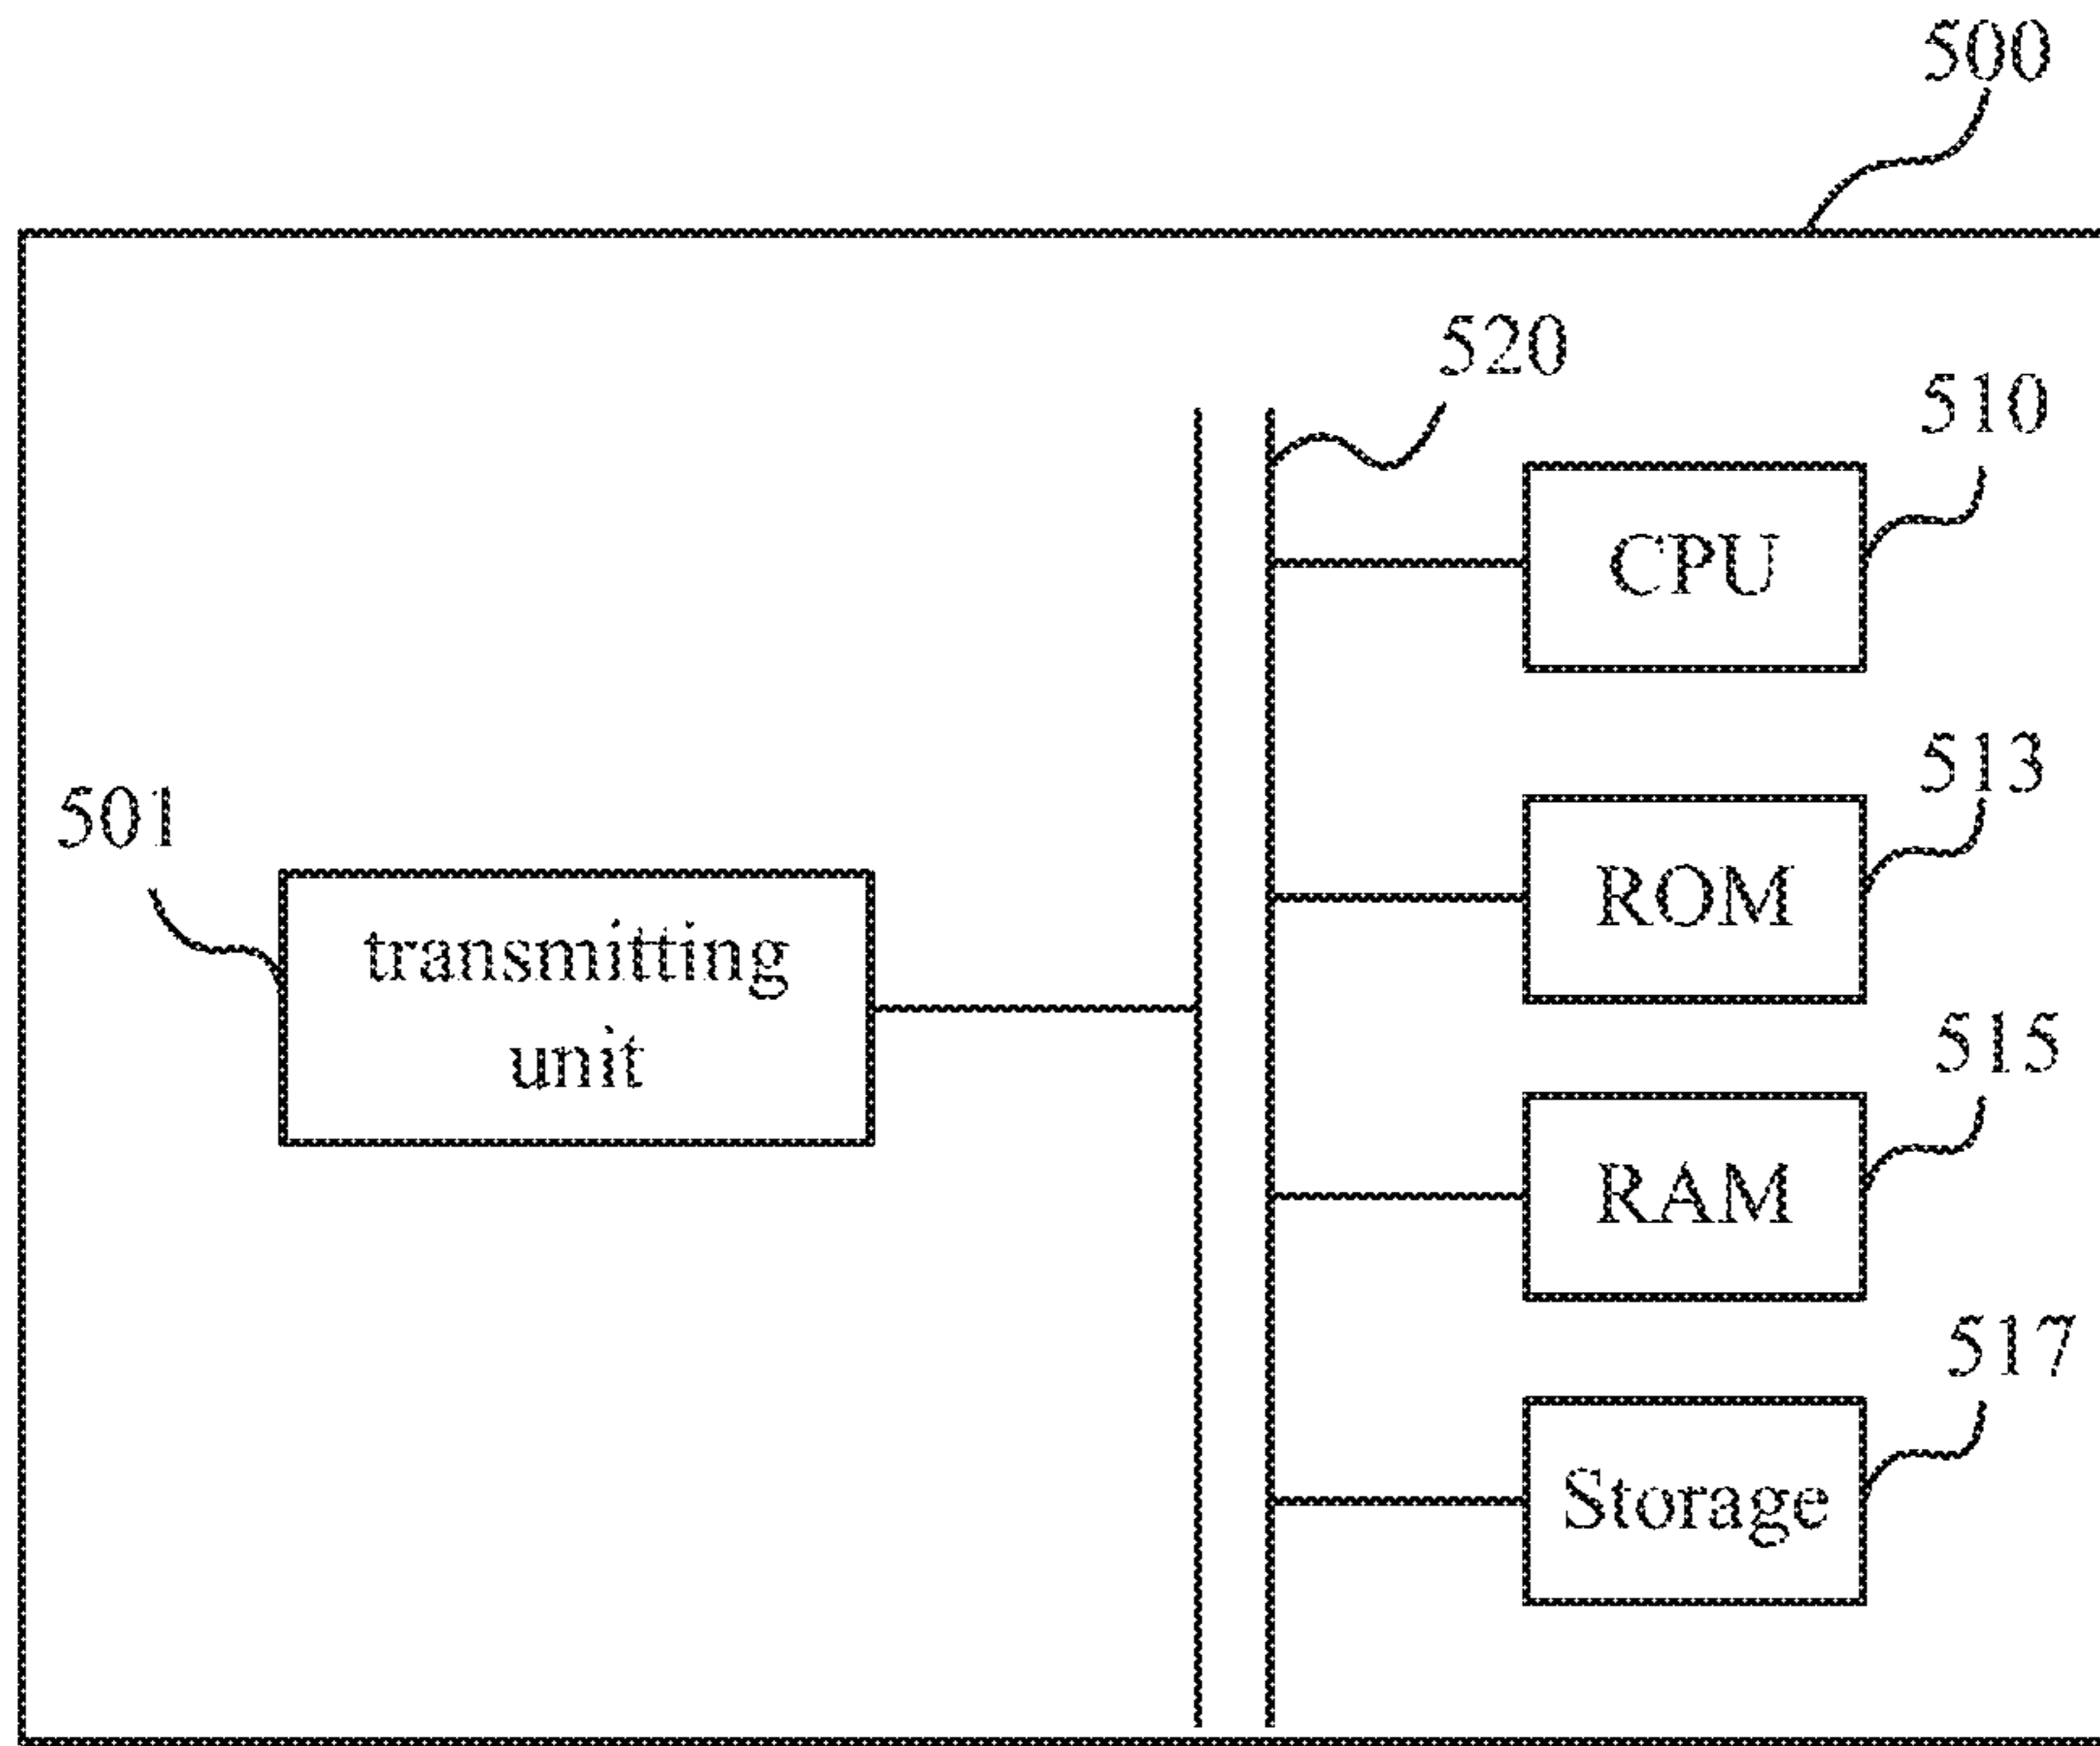 500
520
510
CPU
513
501
ROM
transmitting
unit
515
RAM
517
Storage